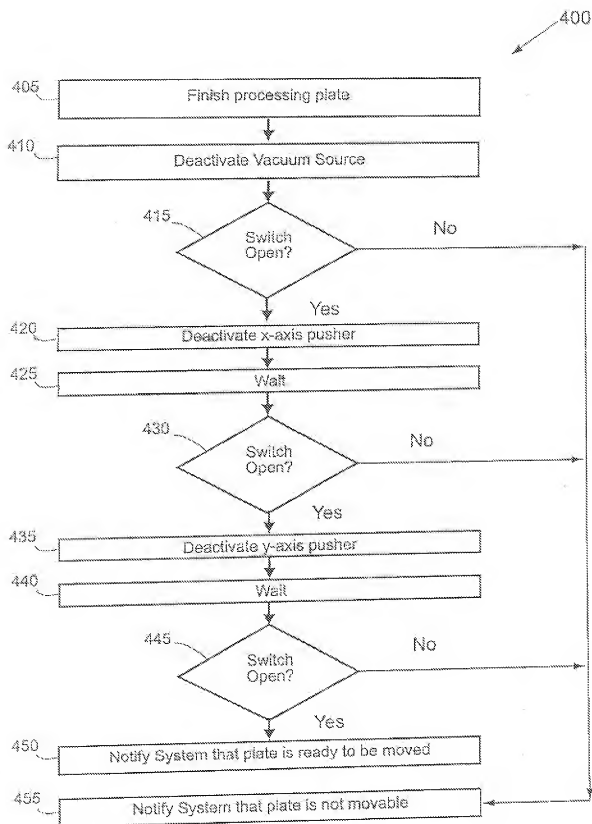 400
405
Finish processing plate
410
Deactivate Vacuum Source
415
Switch
Open?
No
Yes
420
Deactivate x-axis pusher
425
Wait
430
Switch
Open?
No
Yes
435
Deactivate y-axis pusher
440
Wait
445
Switch
Open?
No
Yes
450
Notify System that plate is ready to be moved
455
Notify System that plate is not movable